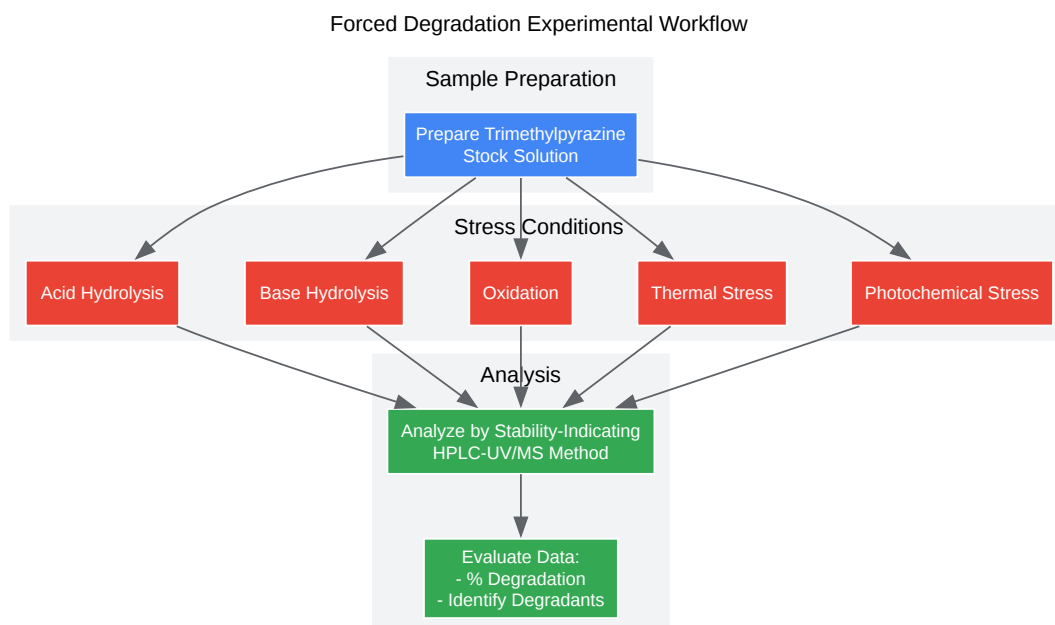 Forced Degradation Experimental Workflow
Sample Preparation
Prepare Trimethylpyrazine
Stock Solution
Stress Conditions
Acid Hydrolysis
Base Hydrolysis
Oxidation
Thermal Stress
Photochemical Stress
Analysis
Analyze by Stability-Indicating
HPLC-UV/MS Method
Evaluate Data:
- % Degradation
- Identify Degradants